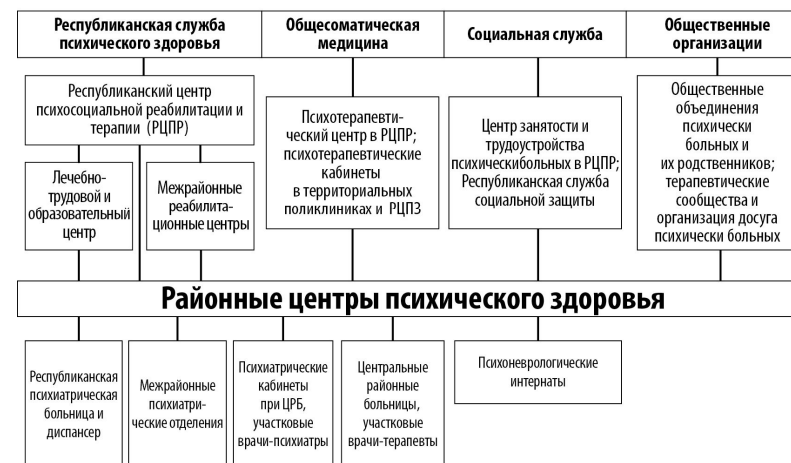 Республиканская служба
психического здоровья
Общесоматическая
медицина
Социальная служба
Общественные
организации
Республиканский центр
психосоциальной реабилитации и
терапии (РЦПР)
Лечебно-
трудовой и
образовательный
центр
Межрайонные
реабилита-
ционные центры
Психотерапевти-
ческий центр в РЦПР;
психотерапевтические
кабинеты
в территориальных
поликлиниках и РЦПЗ
Центр занятости и
трудоустройства
психическибольных в РЦПР;
Республиканская служба
социальной защиты
Общественные
объединения
психически
больных и
их родственников;
терапевтические
сообщества и
организация досуга
психически больных
Районные центры психического здоровья
Республиканская
психиатрическая
больница и
диспансер
Межрайонные
психиатри-
ческие отделения
Психиатрические
кабинеты
при ЦРБ,
участковые
врачи-психиатры
Центральные
районные
больницы,
участковые
врачи-терапевты
Психоневрологические
интернаты